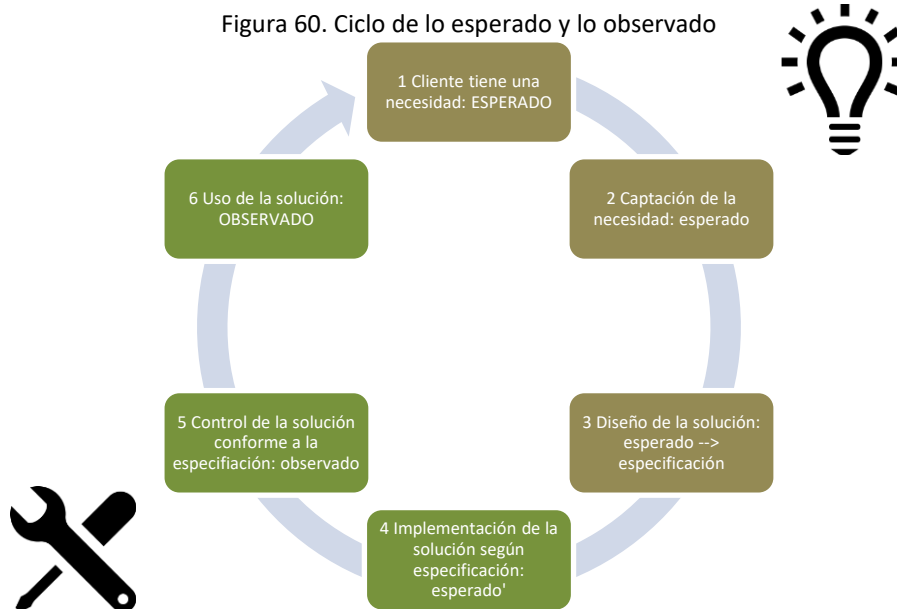 Figura 60. Ciclo de lo esperado y lo observado
1 Cliente tiene una
necesidad: ESPERADO
2 Captación de la
necesidad: esperado
3 Diseño de la solución:
esperado -->
especificación
4 Implementación de la
solución según
especificación:
esperado'
5 Control de la solución
conforme a la
especifiación: observado
6 Uso de la solución:
OBSERVADO